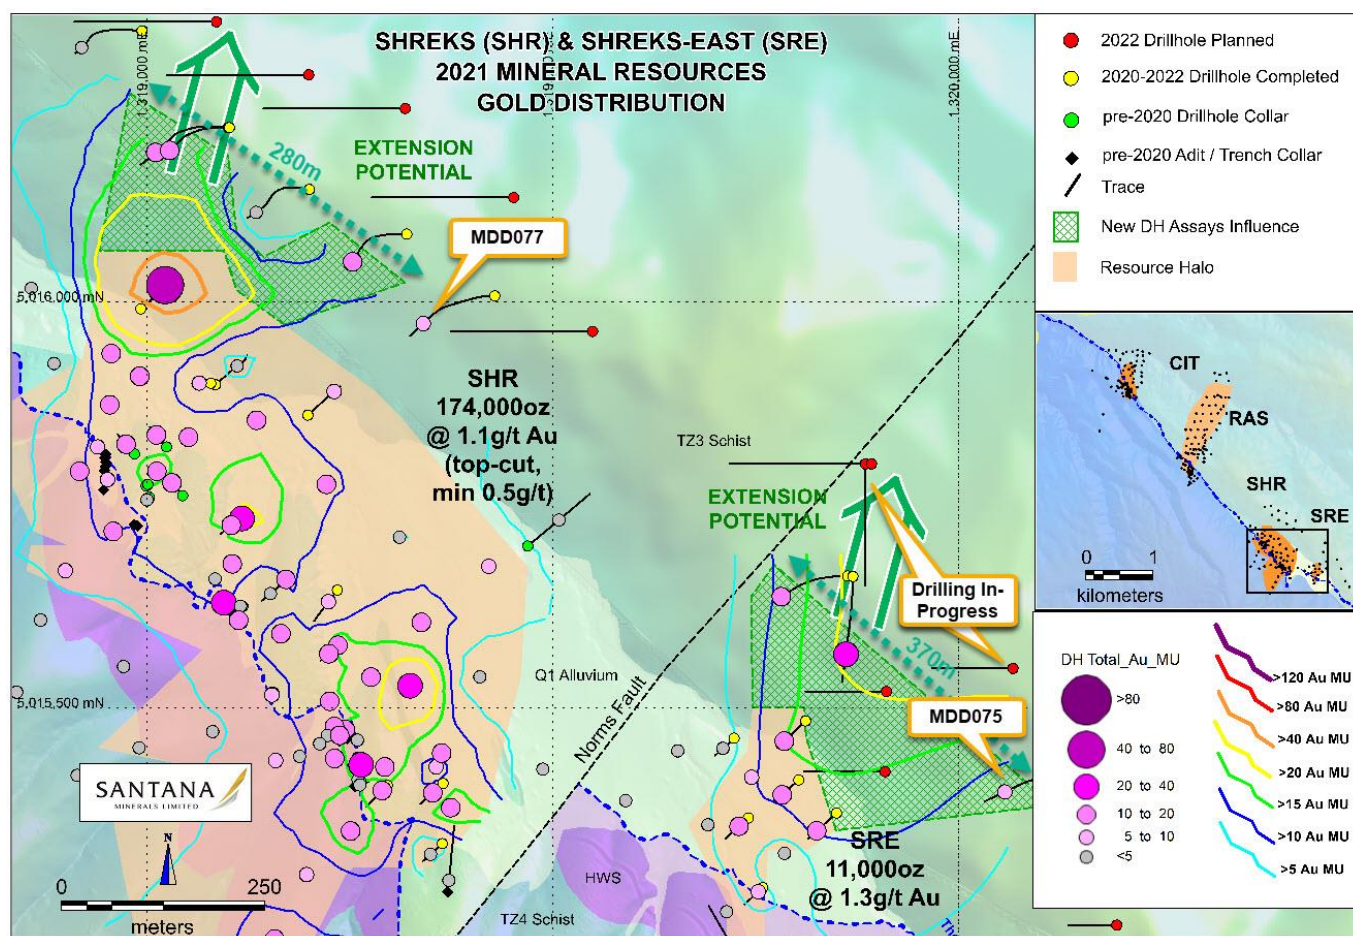 SHREKS (SHR) & SHREKS-EAST (SRE)
2021 MINERAL RESOURCES
GOLD DISTRIBUTION
1,319,000 mE
1,320,000 mE
280m
EXTENSION
POTENTIAL
MDD077
5,016,000 mN
SHR
174,000oz
@ 1.1g/t Au
(top-cut,
min 0.5g/t)
TZ3 Schist
EXTENSION
POTENTIAL
Drilling In-
Progress
370m
Q1 Alluvium
Norms Fault
5,015,500 mN
MDD075
SANTANA
MINERALS LIMITED
N
0 250
meters
SRE
11,000oz
@ 1.3g/t Au
HWS
TZ4 Schist
2022 Drillhole Planned
2020-2022 Drillhole Completed
pre-2020 Drillhole Collar
pre-2020 Adit / Trench Collar
Trace
New DH Assays Influence
Resource Halo
CIT
RAS
SHR
SRE
0 1
kilometers
DH Total_Au_MU
>80
40 to 80
20 to 40
10 to 20
5 to 10
<5
>120 Au MU
>80 Au MU
>40 Au MU
>20 Au MU
>15 Au MU
>10 Au MU
>5 Au MU